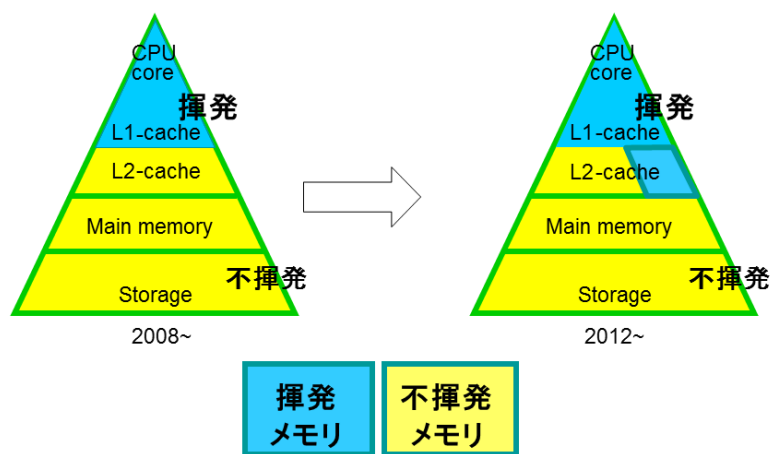 CPU
core
揮発
L1-cache
L2-cache
Main memory
不揮発
Storage
2008~
CPU
core
揮発
L1-cache
L2-cache
Main memory
不揮発
Storage
2012~
揮発
メモリ
不揮発
メモリ